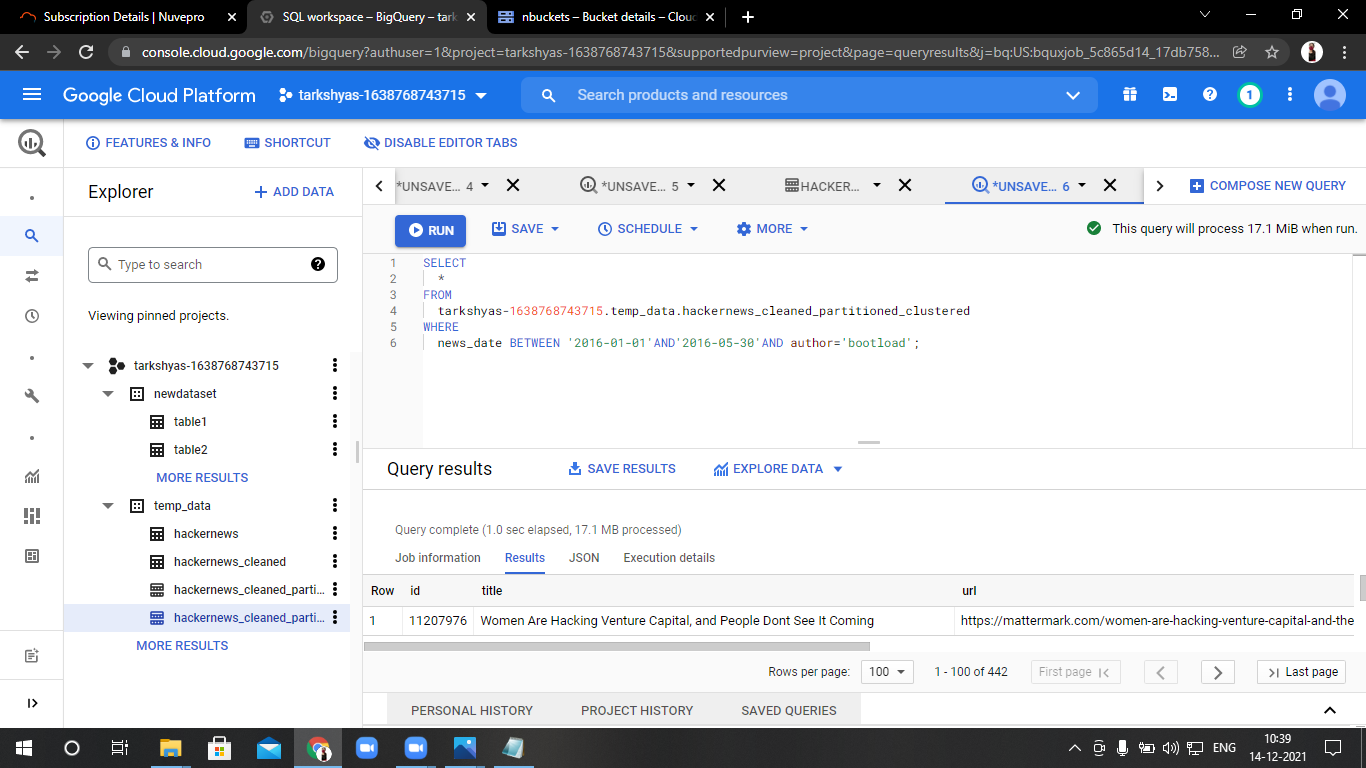 Subscription Details | Nuvepro
SQL workspace – BigQuery – tark
nbuckets – Bucket details – Clou
console.cloud.google.com/bigquery?authuser=1&project=tarkshyas-1638768743715&supportedpurview=project&page=queryresults&j=bq:US:bquxjob_5c865d14_17db758...
Google Cloud Platform
tarkshyas-1638768743715
Search products and resources
1
FEATURES & INFO
SHORTCUT
DISABLE EDITOR TABS
Explorer
+ ADD DATA
*UNSAVE... 4
*UNSAVE... 5
HACKER...
*UNSAVE... 6
COMPOSE NEW QUERY
RUN
SAVE
SCHEDULE
MORE
This query will process 17.1 MiB when run.
Type to search
Viewing pinned projects.
tarkshyas-1638768743715
newdataset
table1
table2
MORE RESULTS
temp_data
hackernews
hackernews_cleaned
hackernews_cleaned_parti...
hackernews_cleaned_parti...
MORE RESULTS
1 SELECT
2 *
3 FROM
4 tarkshyas-1638768743715.temp_data.hackernews_cleaned_partitioned_clustered
5 WHERE
6 news_date BETWEEN '2016-01-01'AND'2016-05-30'AND author='bootload';
Query results
SAVE RESULTS
EXPLORE DATA
Query complete (1.0 sec elapsed, 17.1 MB processed)
Job information
Results
JSON
Execution details
Row id title url
1 11207976 Women Are Hacking Venture Capital, and People Dont See It Coming https://mattermark.com/women-are-hacking-venture-capital-and-the
Rows per page: 100 1 - 100 of 442 First page Last page
PERSONAL HISTORY
PROJECT HISTORY
SAVED QUERIES
ENG
10:39
14-12-2021